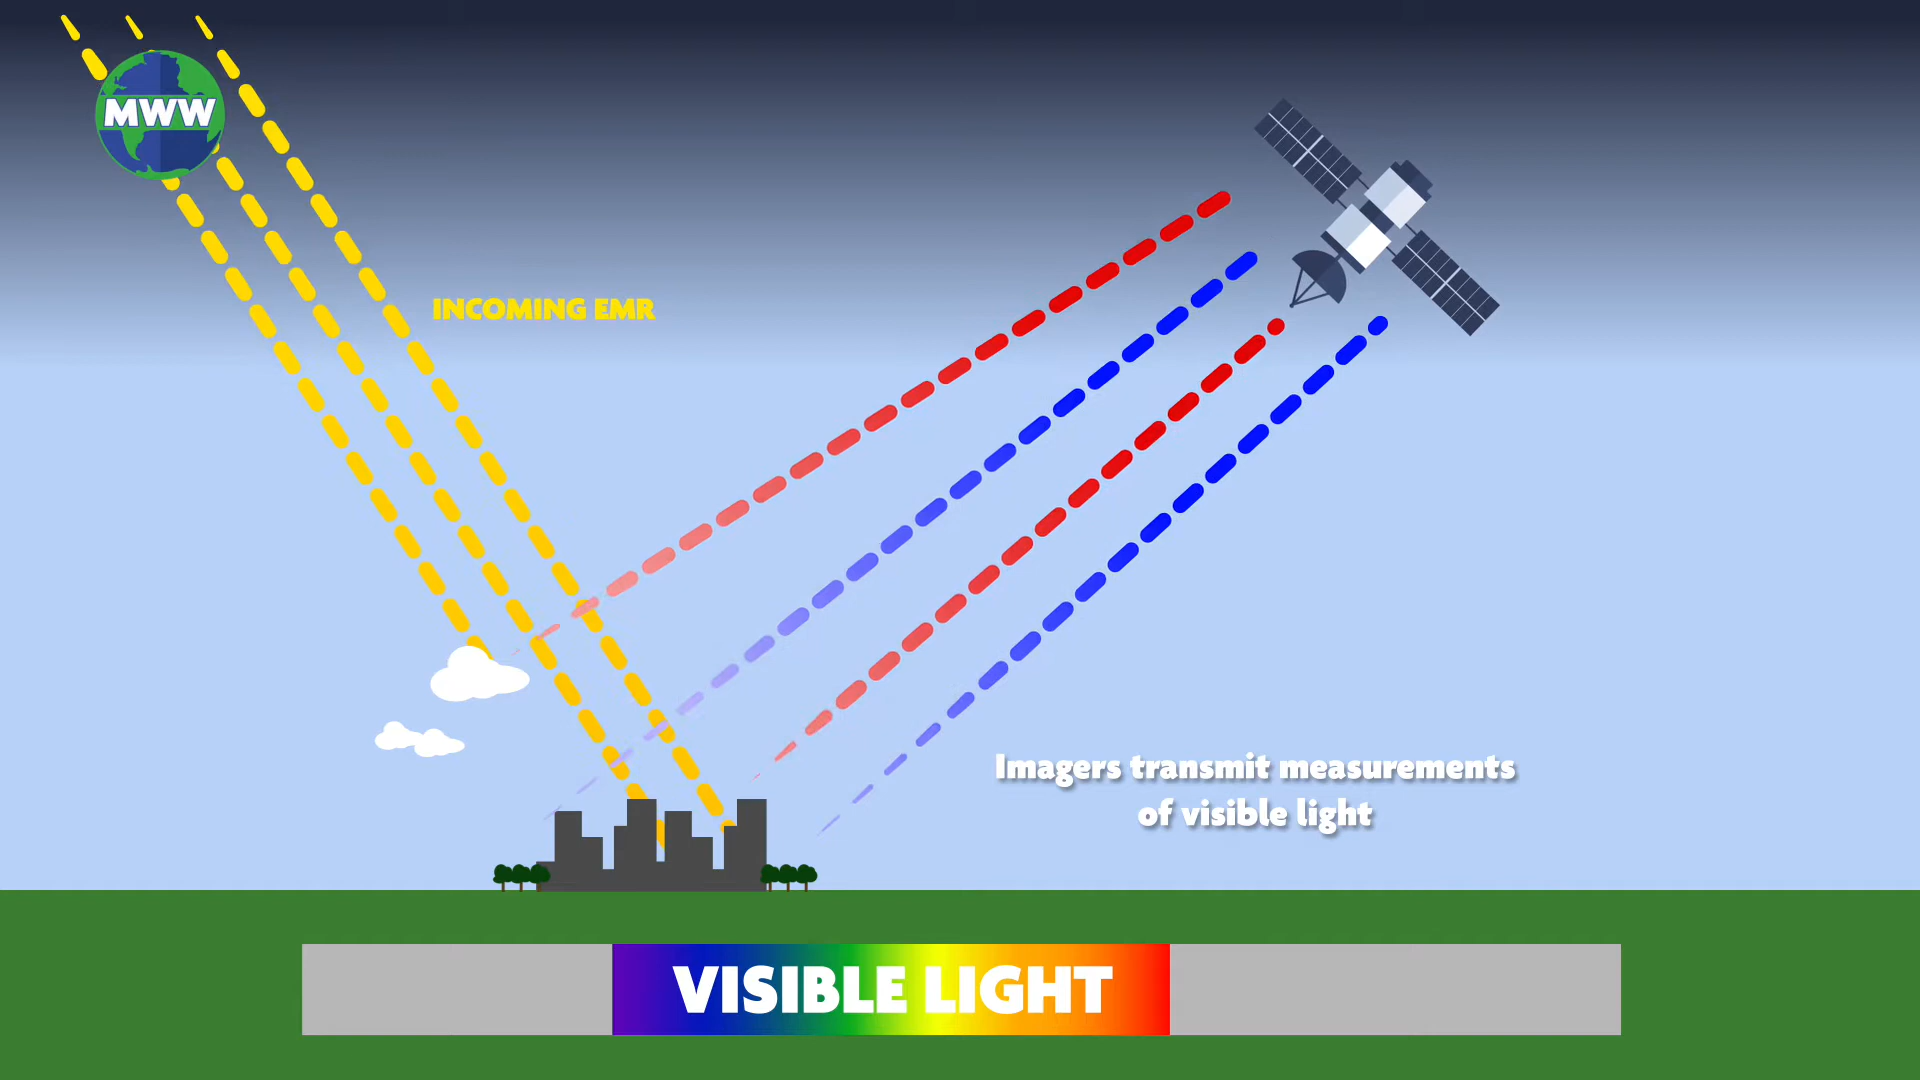 MWW
INCOMING EMR
Imagers transmit measurements
of visible light
VISIBLE LIGHT